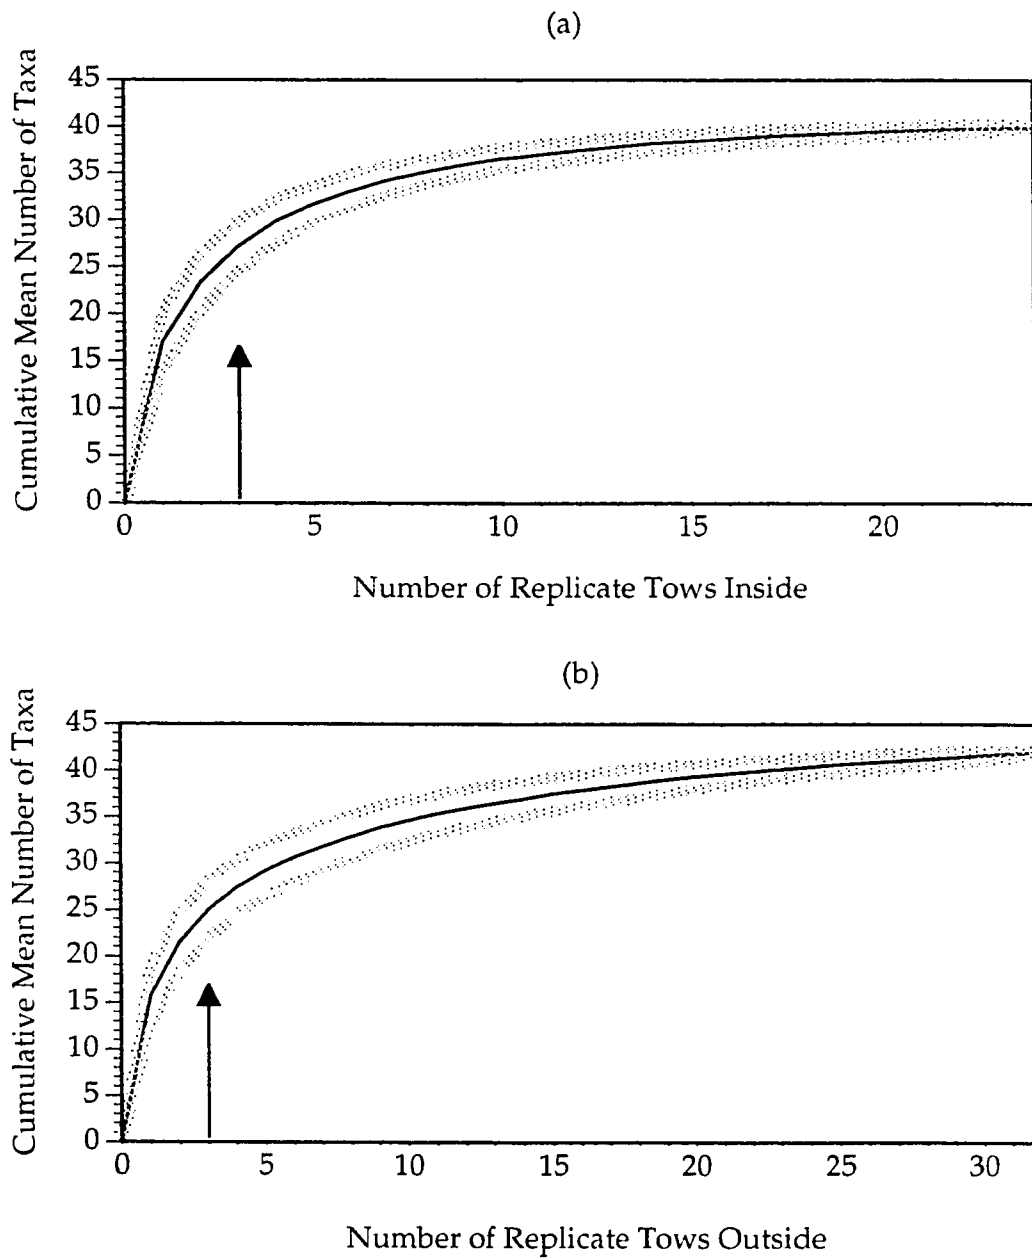 (a)
Cumulative Mean Number of Taxa
45
40
35
30
25
20
15
10
5
0
0 5 10 15 20
Number of Replicate Tows Inside
(b)
Cumulative Mean Number of Taxa
45
40
35
30
25
20
15
10
5
0
0 5 10 15 20 25 30
Number of Replicate Tows Outside